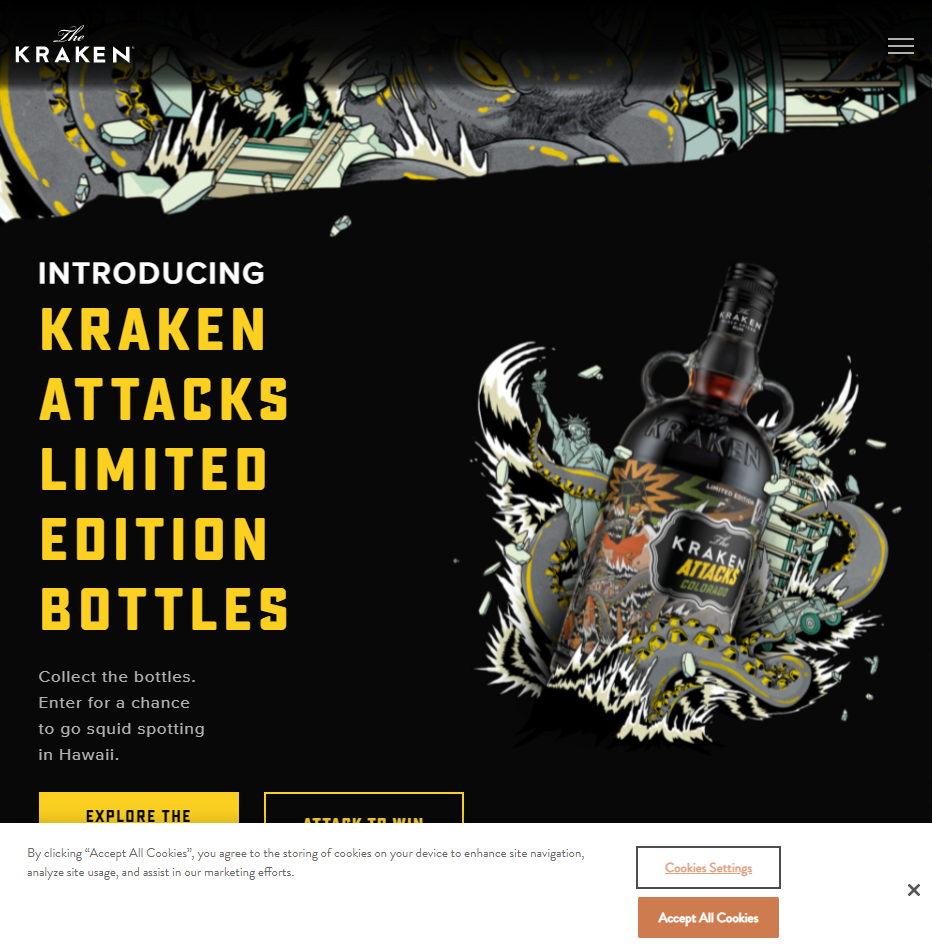 The
KRAKEN
INTRODUCING
KRAKEN
ATTACKS
LIMITED
EDITION
BOTTLES
KRAKEN
KRAKEN
LIMITED EDITION
The
KRAKEN
ATTACKS
COLORADO
Collect the bottles.
Enter for a chance
to go squid spotting
in Hawaii.
EXPLORE THE
ATTACK TO WIN
By clicking “Accept All Cookies”, you agree to the storing of cookies on your device to enhance site navigation,
analyze site usage, and assist in our marketing efforts.
Cookies Settings
Accept All Cookies